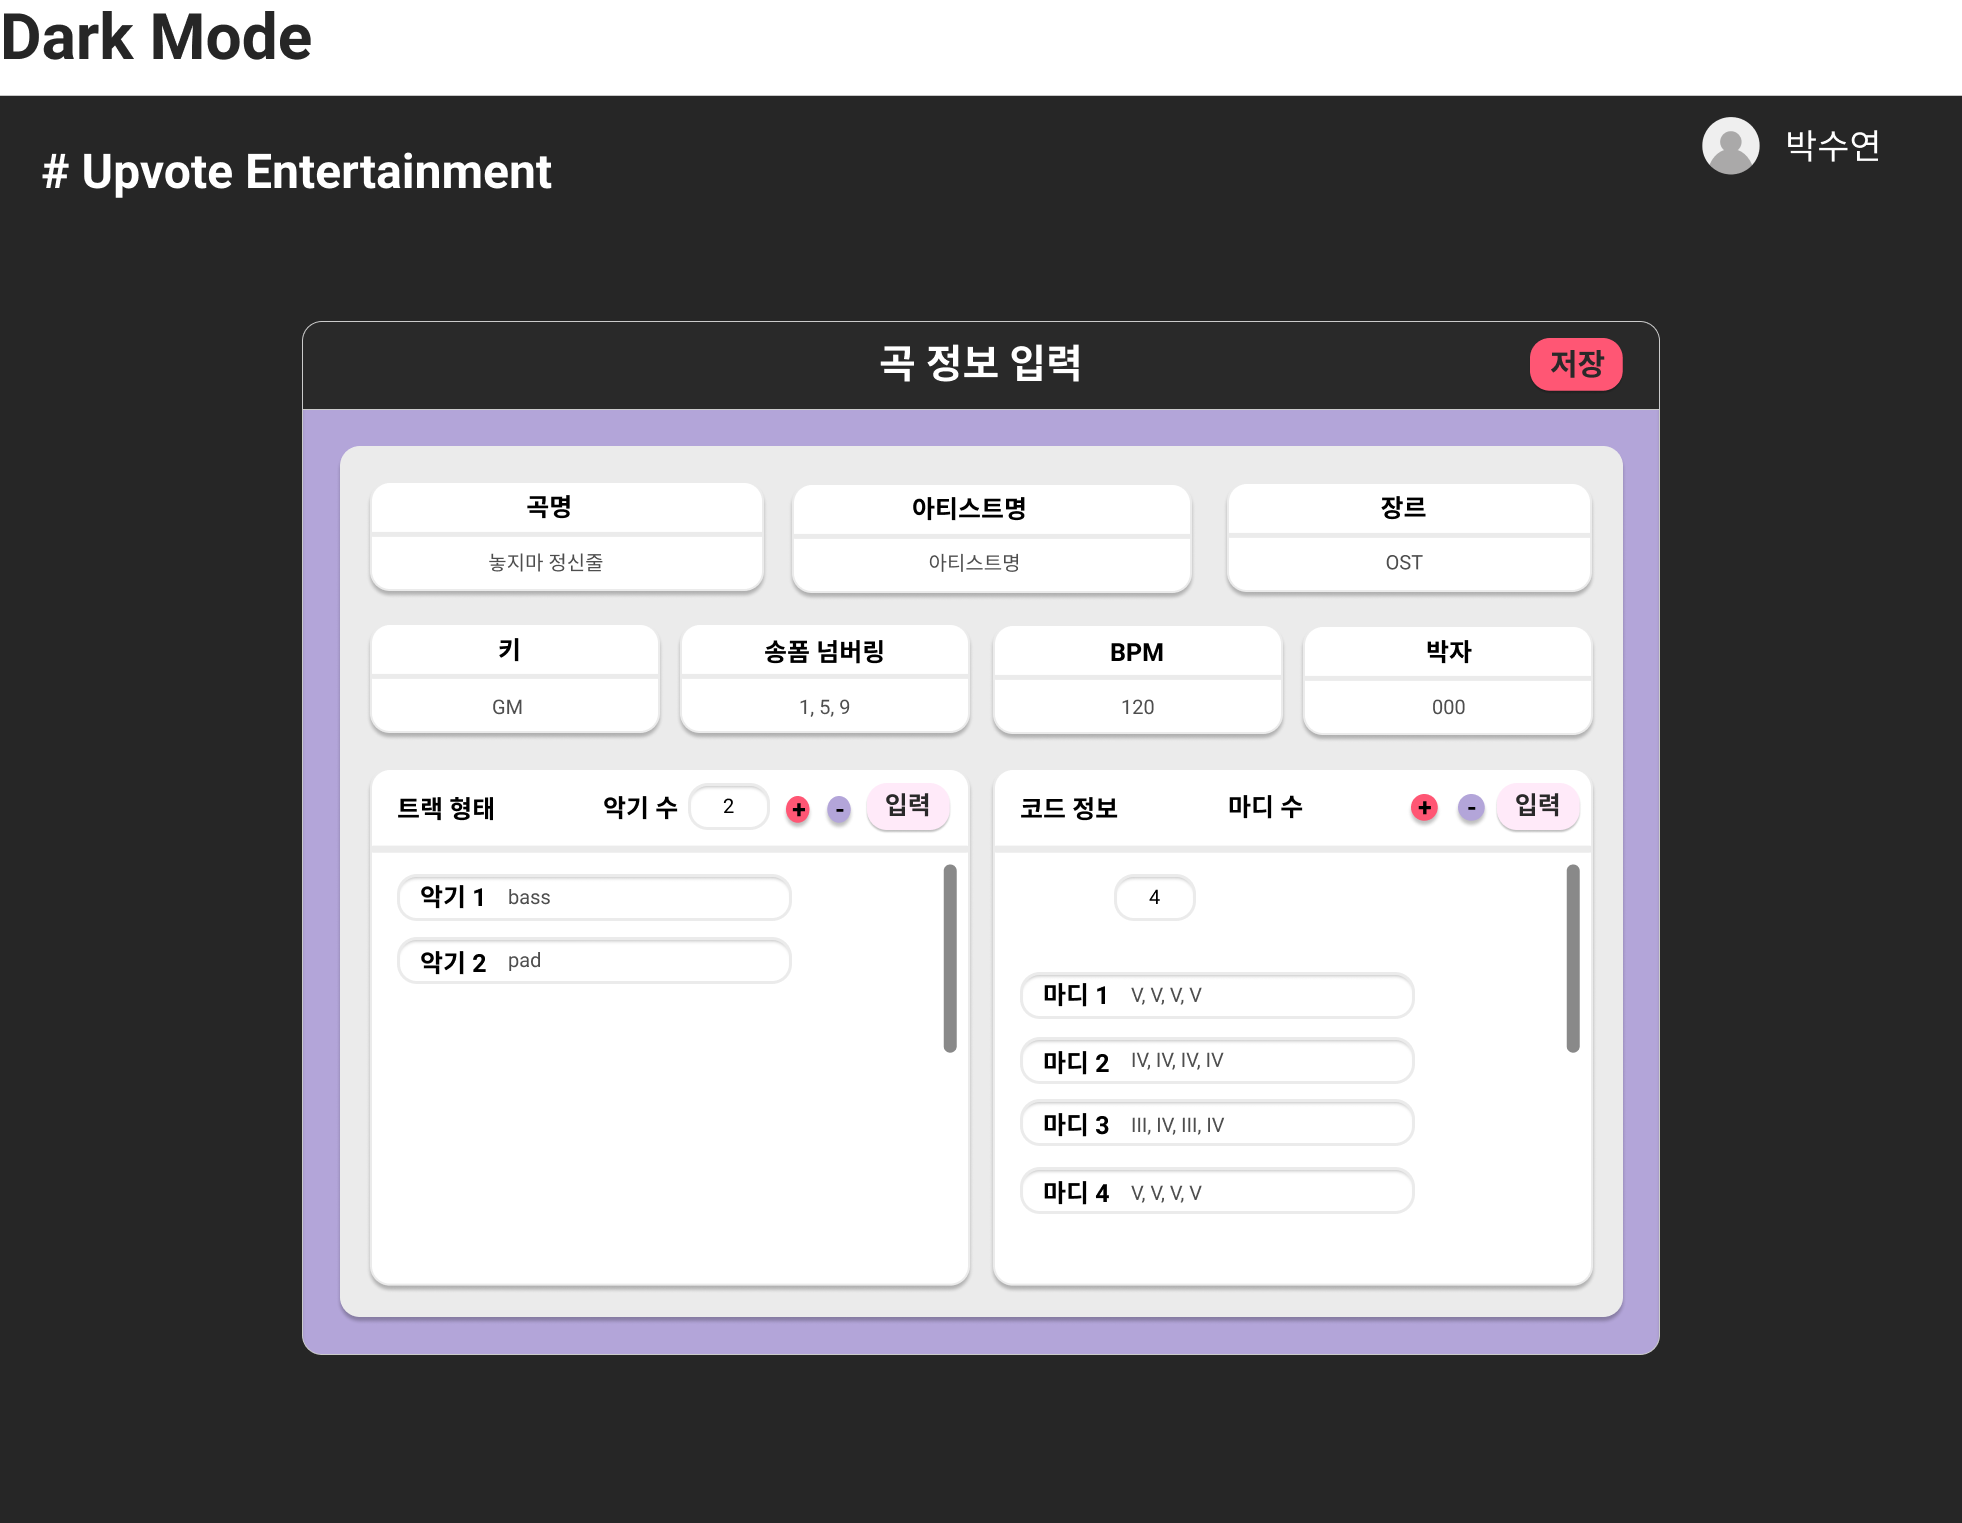 Dark Mode
# Upvote Entertainment
박수연
곡 정보 입력
저장
곡명
놓지마 정신줄
아티스트명
아티스트명
장르
OST
키
GM
송폼 넘버링
1, 5, 9
BPM
120
박자
000
트랙 형태 악기 수 2 + - 입력
악기 1 bass
악기 2 pad
코드 정보 마디 수 + - 입력
4
마디 1 V, V, V, V
마디 2 IV, IV, IV, IV
마디 3 III, IV, III, IV
마디 4 V, V, V, V